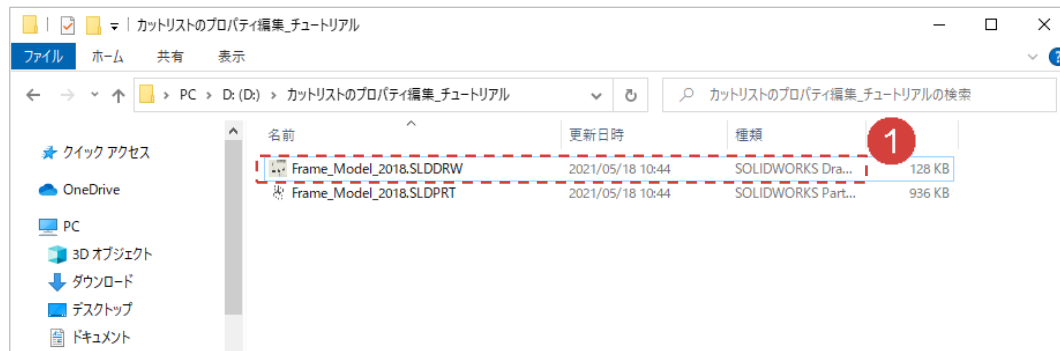 カットリストのプロパティ編集_チュートリアル
ファイル ホーム 共有 表示
PC > D: (D:) > カットリストのプロパティ編集_チュートリアル カットリストのプロパティ編集_チュートリアルの検索
名前 更新日時 種類 1
クイック アクセス
Frame_Model_2018.SLDDRW 2021/05/18 10:44 SOLIDWORKS Dra... 128 KB
OneDrive
Frame_Model_2018.SLDPRT 2021/05/18 10:44 SOLIDWORKS Part... 936 KB
PC
3D オブジェクト
ダウンロード
デスクトップ
ドキュメント